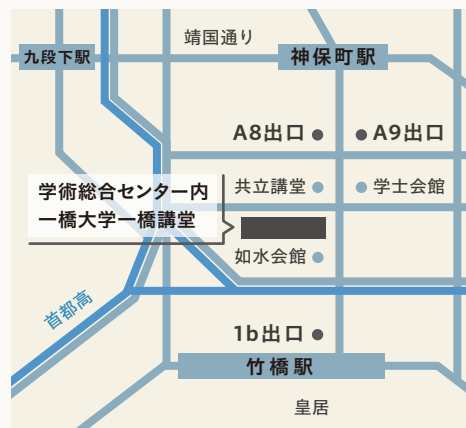 靖国通り
九段下駅
神保町駅
A8出口
A9出口
学術総合センター内
一橋大学一橋講堂
共立講堂
学士会館
如水会館
首都高
1b出口
竹橋駅
皇居